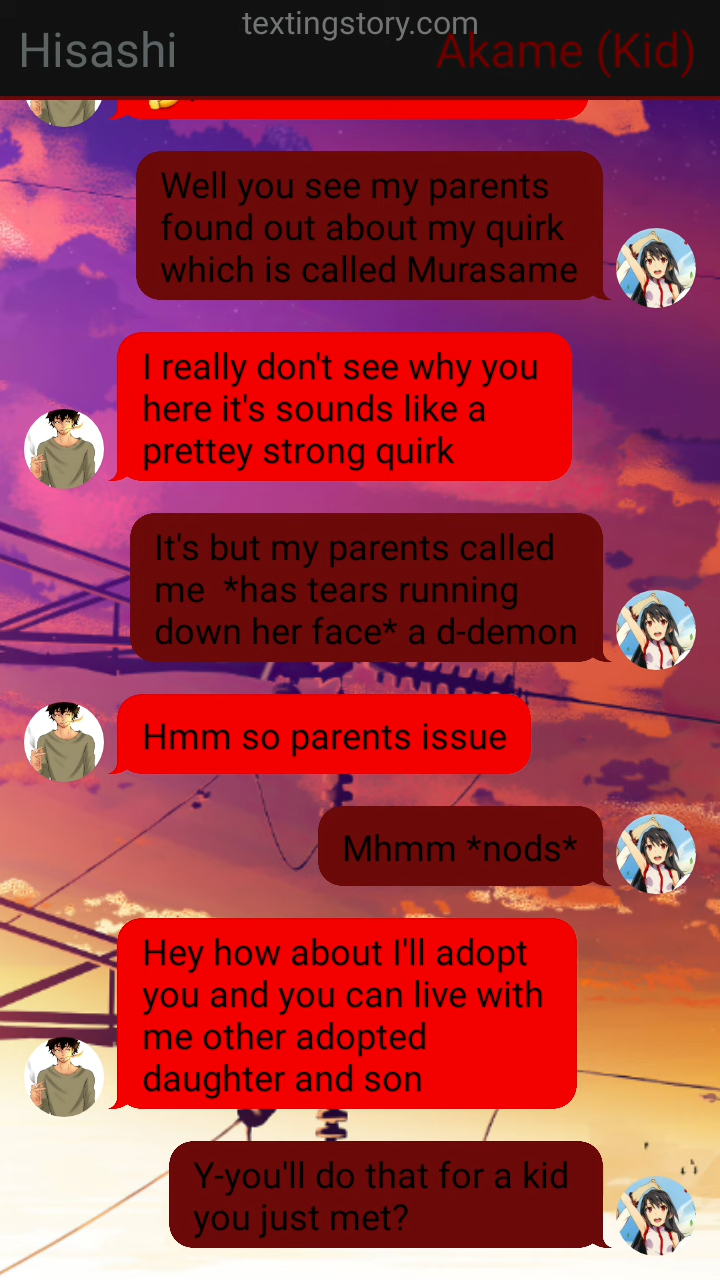 textingstory.com
Hisashi
Akame (Kid)
Well you see my parents
found out about my quirk
which is called Murasame
I really don't see why you
here it's sounds like a
prettey strong quirk
It's but my parents called
me  *has tears running
down her face* a d-demon
Hmm so parents issue
Mhmm *nods*
Hey how about I'll adopt
you and you can live with
me other adopted
daughter and son
Y-you'll do that for a kid
you just met?